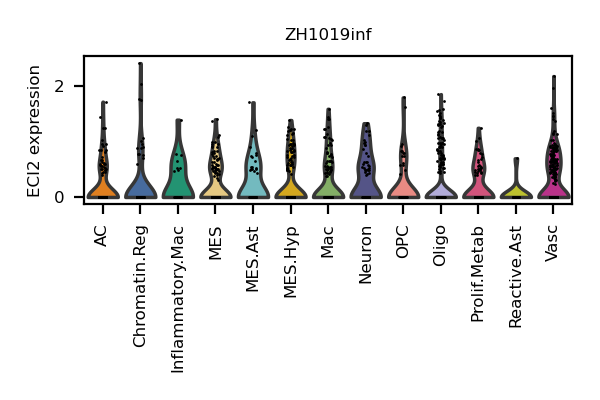 ZH1019inf
ECI2 expression
2
0
AC
Chromatin.Reg
Inflammatory.Mac
MES
MES.Ast
MES.Hyp
Mac
Neuron
OPC
Oligo
Prolif.Metab
Reactive.Ast
Vasc